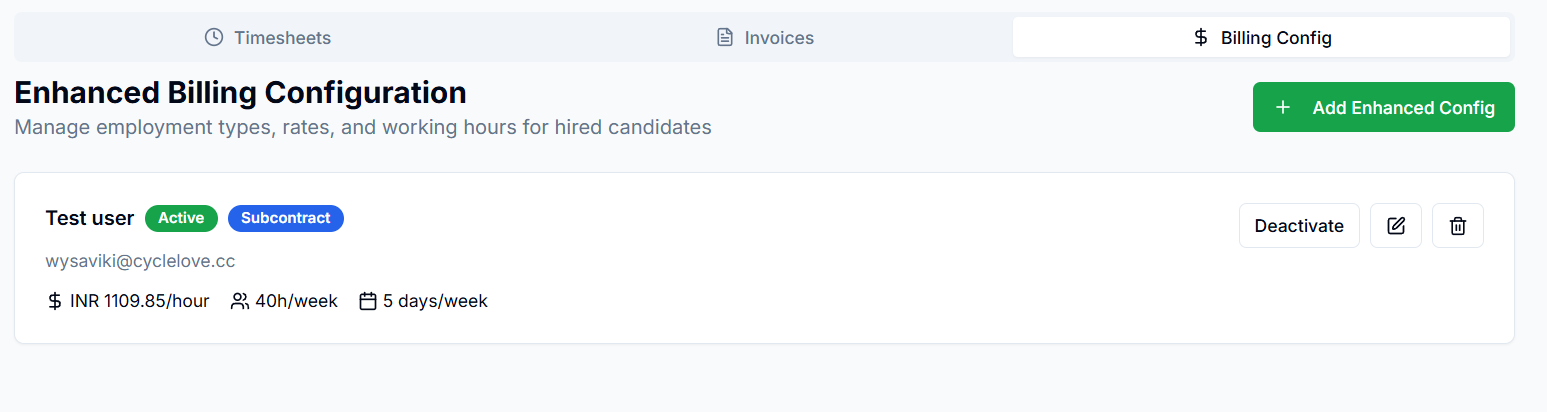 Timesheets Invoices $ Billing Config
Enhanced Billing Configuration
Manage employment types, rates, and working hours for hired candidates
+ Add Enhanced Config
Test user Active Subcontract
Deactivate
wysaviki@cyclelove.cc
$ INR 1109.85/hour 40h/week 5 days/week